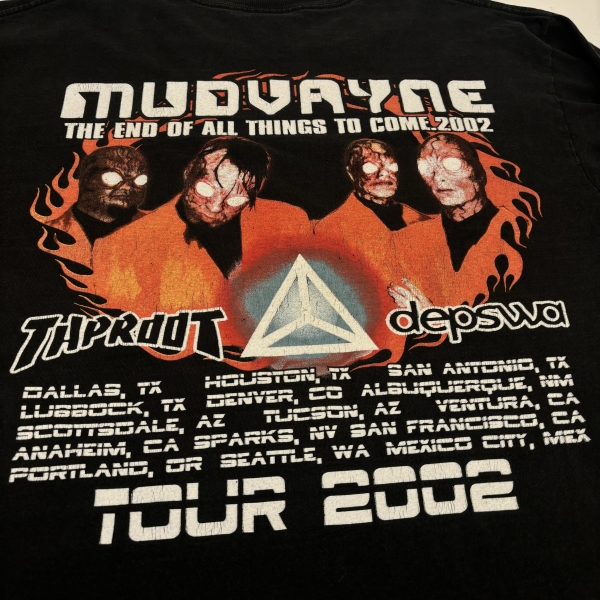 MUDVAYNE
THE END OF ALL THINGS TO COME.2002
TAPROOT depswa
DALLAS, TX HOUSTON, TX SAN ANTONIO, TX
LUBBOCK, TX DENVER, CO ALBUQUERQUE, NM
SCOTTSDALE, AZ TUCSON, AZ VENTURA, CA
ANAHEIM, CA SPARKS, NV SAN FRANCISCO, CA
PORTLAND, OR SEATTLE, WA MEXICO CITY, MEX
TOUR 2002